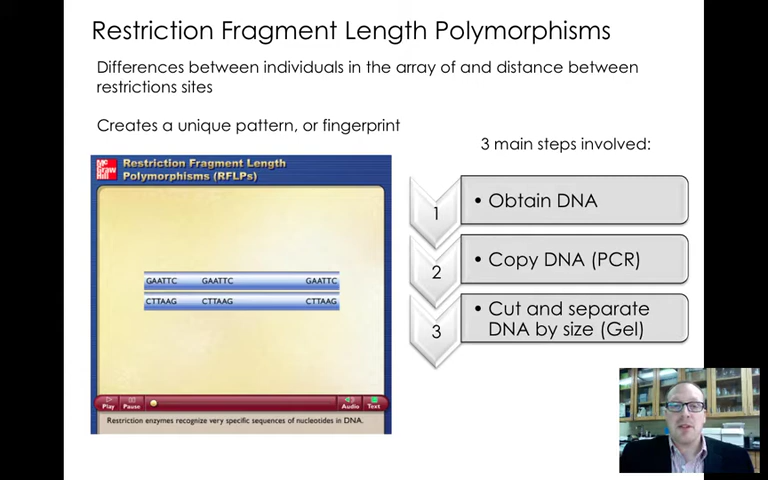 Restriction Fragment Length Polymorphisms
Differences between individuals in the array of and distance between
restrictions sites
Creates a unique pattern, or fingerprint
3 main steps involved:
Mc
Graw
Hill
Restriction Fragment Length
Polymorphisms (RFLPs)
GAATTC GAATTC GAATTC
CTTAAG CTTAAG CTTAAG
Play Pause Audio Text
Restriction enzymes recognize very specific sequences of nucleotides in DNA.
1
• Obtain DNA
2
• Copy DNA (PCR)
3
• Cut and separate
DNA by size (Gel)